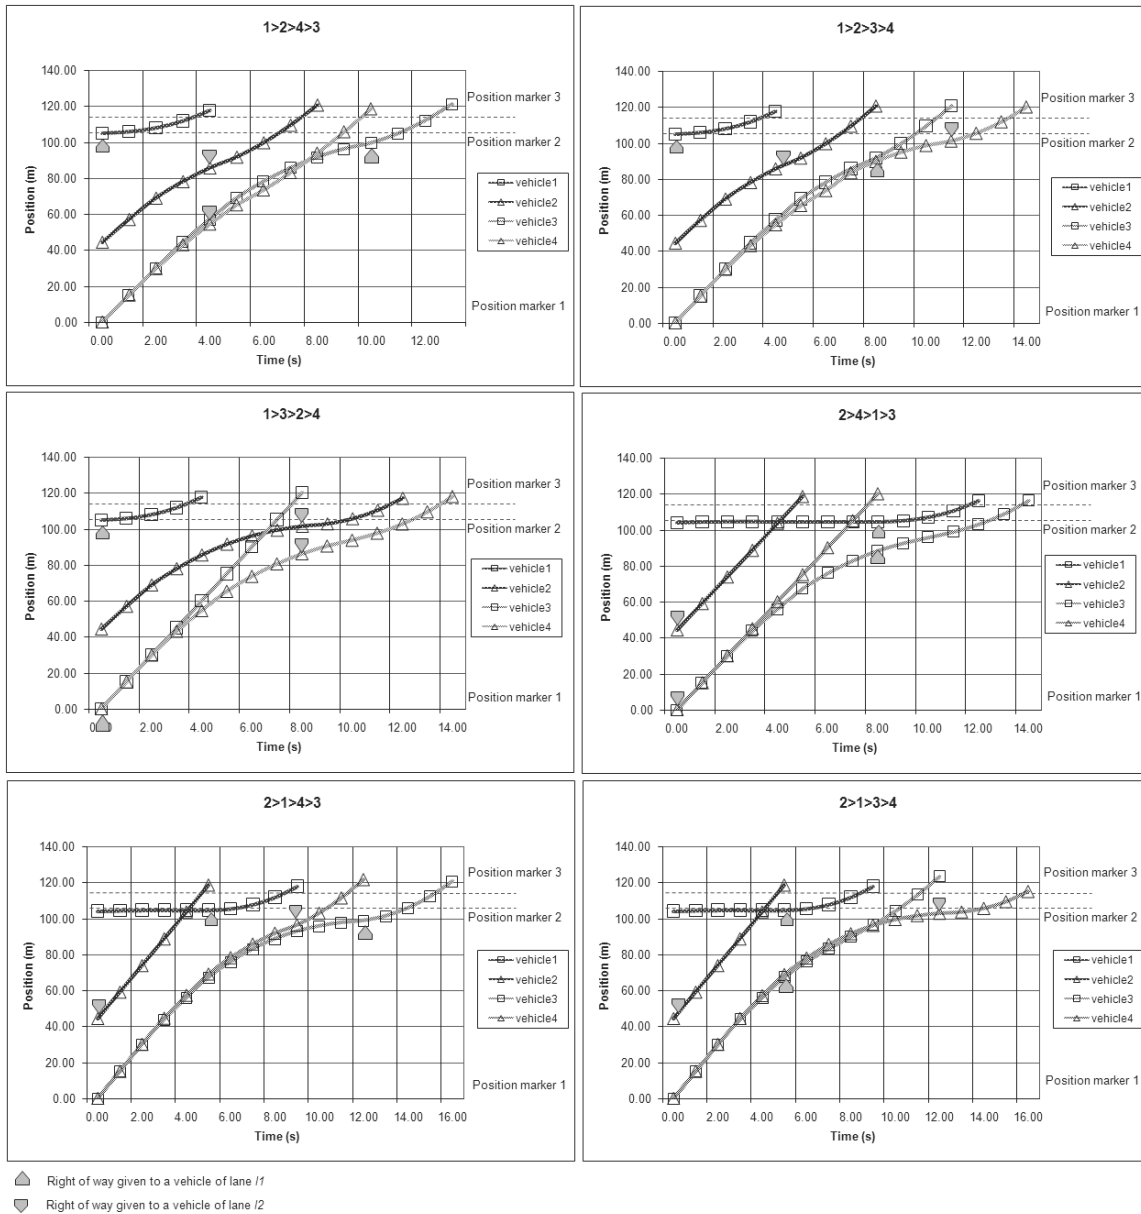 1>2>4>3
140.00
120.00
100.00
80.00
60.00
40.00
20.00
0.00
Position (m)
0.00 2.00 4.00 6.00 8.00 10.00 12.00
Time (s)
Position marker 3
Position marker 2
vehicle1
vehicle2
vehicle3
vehicle4
Position marker 1
1>2>3>4
140.00
120.00
100.00
80.00
60.00
40.00
20.00
0.00
Position (m)
0.00 2.00 4.00 6.00 8.00 10.00 12.00 14.00
Time (s)
Position marker 3
Position marker 2
vehicle1
vehicle2
vehicle3
vehicle4
Position marker 1
1>3>2>4
140.00
120.00
100.00
80.00
60.00
40.00
20.00
0.00
Position (m)
2.00 4.00 6.00 8.00 10.00 12.00 14.00
Time (s)
Position marker 3
Position marker 2
vehicle1
vehicle2
vehicle3
vehicle4
Position marker 1
2>4>1>3
140.00
120.00
100.00
80.00
60.00
40.00
20.00
0.00
Position (m)
0.00 2.00 4.00 6.00 8.00 10.00 12.00 14.00
Time (s)
Position marker 3
Position marker 2
vehicle1
vehicle2
vehicle3
vehicle4
Position marker 1
2>1>4>3
140.00
120.00
100.00
80.00
60.00
40.00
20.00
0.00
Position (m)
0.00 2.00 4.00 6.00 8.00 10.00 12.00 14.00 16.00
Time (s)
Position marker 3
Position marker 2
vehicle1
vehicle2
vehicle3
vehicle4
Position marker 1
2>1>3>4
140.00
120.00
100.00
80.00
60.00
40.00
20.00
0.00
Position (m)
0.00 2.00 4.00 6.00 8.00 10.00 12.00 14.00 16.00
Time (s)
Position marker 3
Position marker 2
vehicle1
vehicle2
vehicle3
vehicle4
Position marker 1
Right of way given to a vehicle of lane l1
Right of way given to a vehicle of lane l2